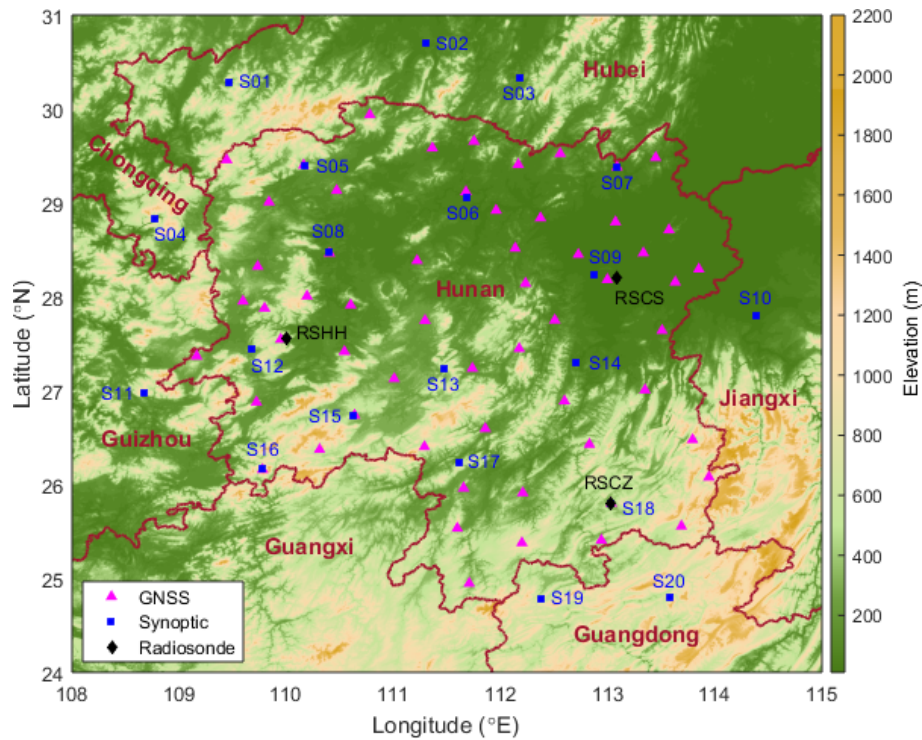 31
30
29
28
27
26
25
24
Latitude (°N)
108
109
110
111
112
113
114
115
Longitude (°E)
S01
S02
S03
Hubei
Chongqing
S04
S05
S06
S07
S08
S09
Hunan
RSCS
S10
RSHH
S11
S12
S13
S14
Jiangxi
Guizhou
S15
S16
S17
RSCZ
S18
Guangxi
S19
S20
Guangdong
GNSS
Synoptic
Radiosonde
2200
2000
1800
1600
1400
1200
1000
800
600
400
200
Elevation (m)